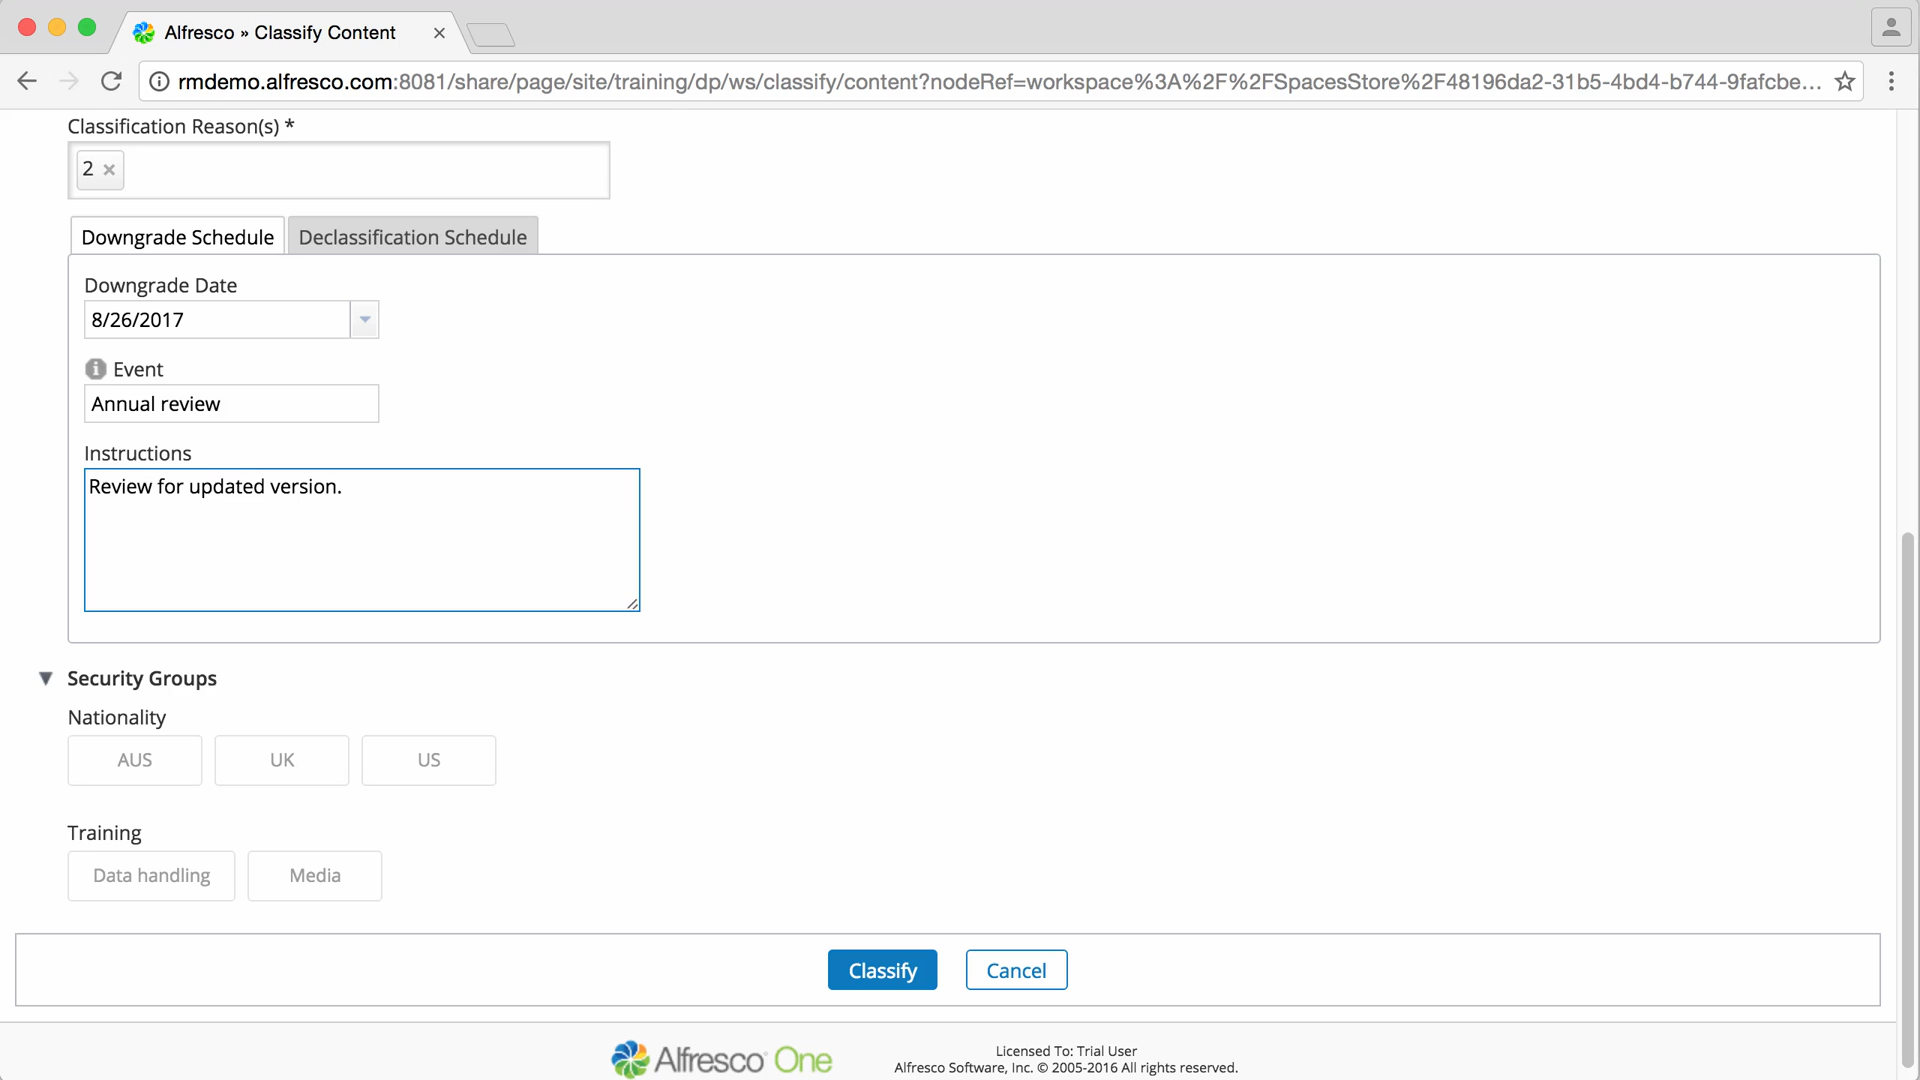 Alfresco » Classify Content
rmdemo.alfresco.com:8081/share/page/site/training/dp/ws/classify/content?nodeRef=workspace%3A%2F%2FSpacesStore%2F48196da2-31b5-4bd4-b744-9fafcbe...
Classification Reason(s) *
2
Downgrade Schedule Declassification Schedule
Downgrade Date
8/26/2017
Event
Annual review
Instructions
Review for updated version.
Security Groups
Nationality
AUS UK US
Training
Data handling Media
Classify Cancel
Alfresco One
Licensed To: Trial User
Alfresco Software, Inc. © 2005-2016 All rights reserved.